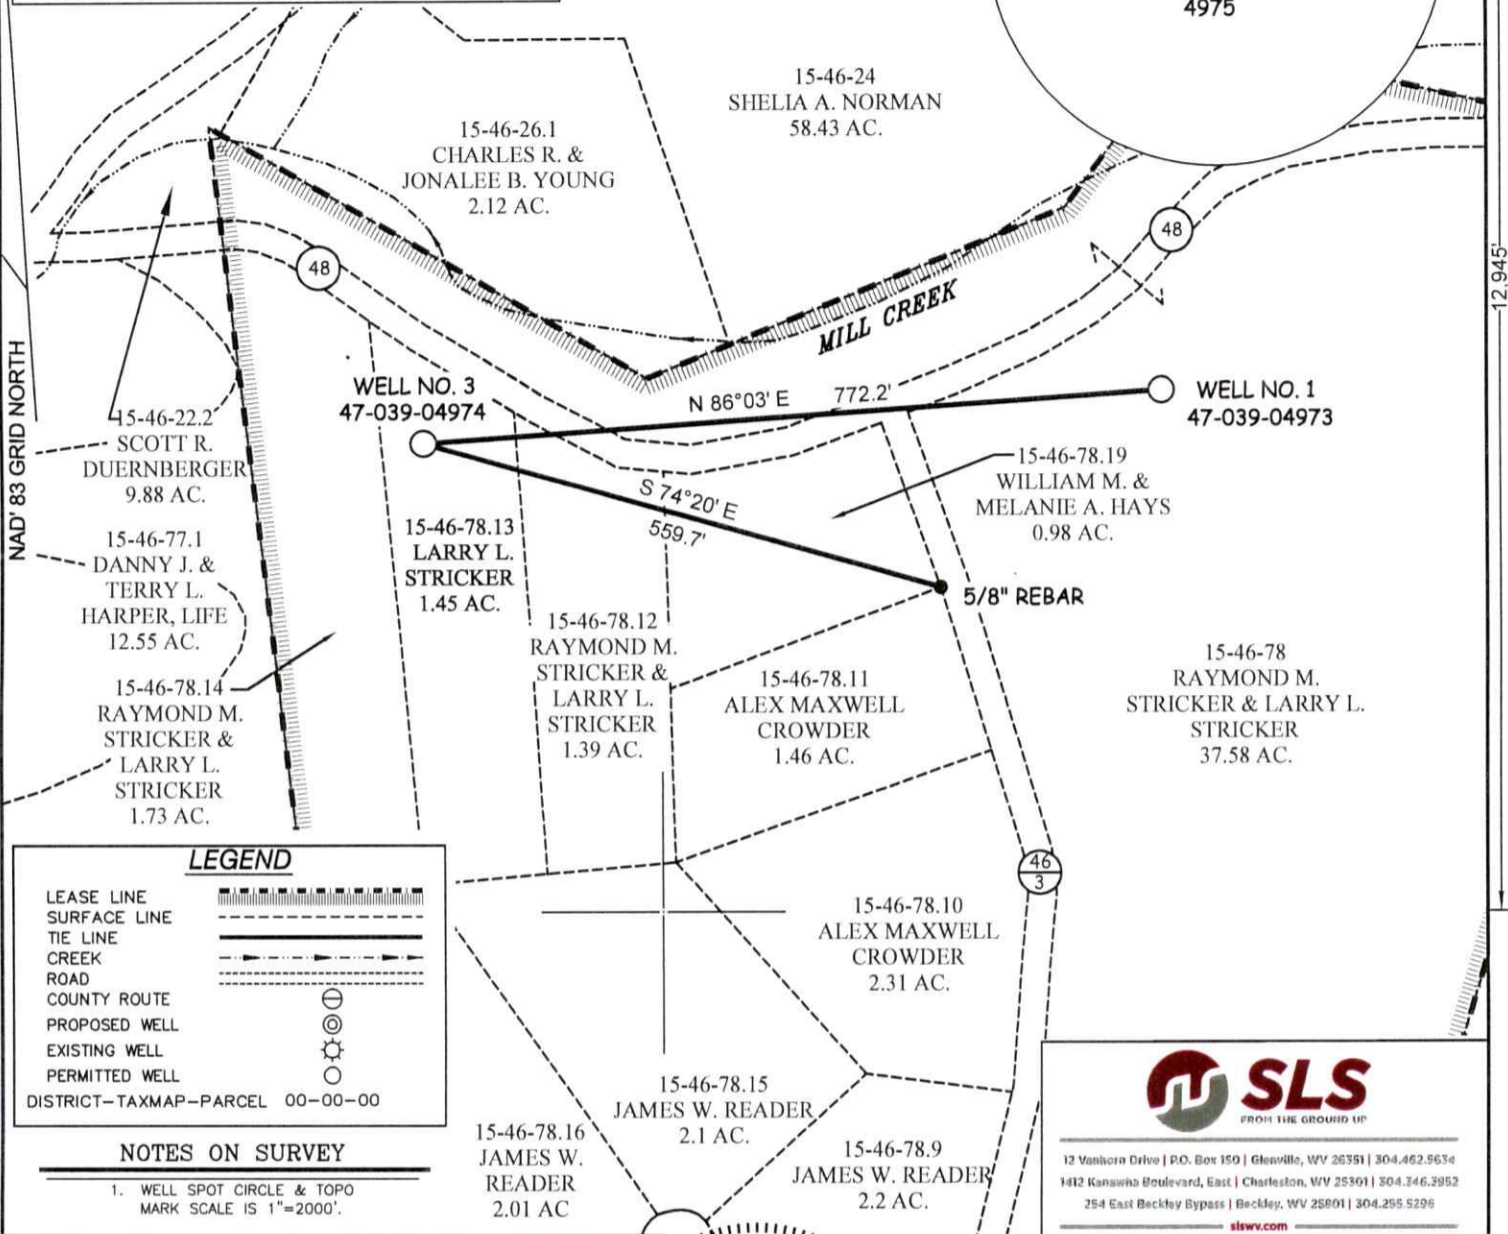 4975
15-46-24
SHELIA A. NORMAN
58.43 AC.
15-46-26.1
CHARLES R. &
JONALEE B. YOUNG
2.12 AC.
48
48
12,945'
MILL CREEK
NAD' 83 GRID NORTH
WELL NO. 3
47-039-04974
N 86°03' E 772.2'
WELL NO. 1
47-039-04973
15-46-22.2
SCOTT R.
DUERNBERGER
9.88 AC.
15-46-78.19
WILLIAM M. &
MELANIE A. HAYS
0.98 AC.
S 74°20' E
559.7'
15-46-78.13
LARRY L.
STRICKER
1.45 AC.
15-46-77.1
DANNY J. &
TERRY L.
HARPER, LIFE
12.55 AC.
5/8" REBAR
15-46-78.12
RAYMOND M.
STRICKER &
LARRY L.
STRICKER
1.39 AC.
15-46-78.11
ALEX MAXWELL
CROWDER
1.46 AC.
15-46-78
RAYMOND M.
STRICKER & LARRY L.
STRICKER
37.58 AC.
15-46-78.14
RAYMOND M.
STRICKER &
LARRY L.
STRICKER
1.73 AC.
46
3
15-46-78.10
ALEX MAXWELL
CROWDER
2.31 AC.
LEGEND
LEASE LINE
SURFACE LINE
TIE LINE
CREEK
ROAD
COUNTY ROUTE
PROPOSED WELL
EXISTING WELL
PERMITTED WELL
DISTRICT-TAXMAP-PARCEL 00-00-00
NOTES ON SURVEY
1. WELL SPOT CIRCLE & TOPO
MARK SCALE IS 1"=2000'.
15-46-78.15
JAMES W. READER
2.1 AC.
15-46-78.16
JAMES W.
READER
2.01 AC
15-46-78.9
JAMES W. READER
2.2 AC.
SLS
FROM THE GROUND UP
12 Vanhorn Drive | P.O. Box 150 | Glenville, WV 26351 | 304.462.5634
1412 Kanawha Boulevard, East | Charleston, WV 25301 | 304.346.3952
254 East Beckley Bypass | Beckley, WV 25801 | 304.255.5296
slswv.com